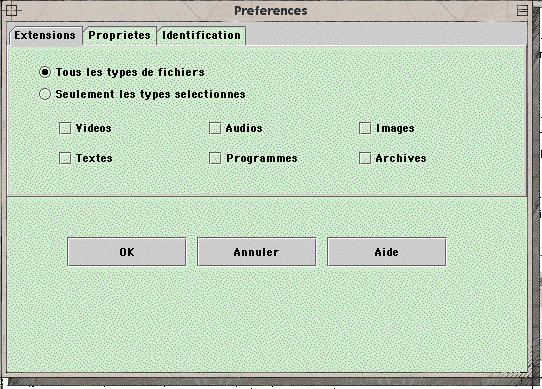 Preferences
Extensions Proprietes Identification
Tous les types de fichiers
Seulement les types selectionnes
Videos Audios Images
Textes Programmes Archives
OK Annuler Aide